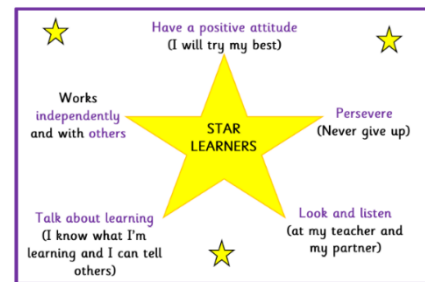 Have a positive attitude
(I will try my best)
Works
independently
and with others
STAR
LEARNERS
Persevere
(Never give up)
Talk about learning
(I know what I'm
learning and I can tell
others)
Look and listen
(at my teacher and
my partner)